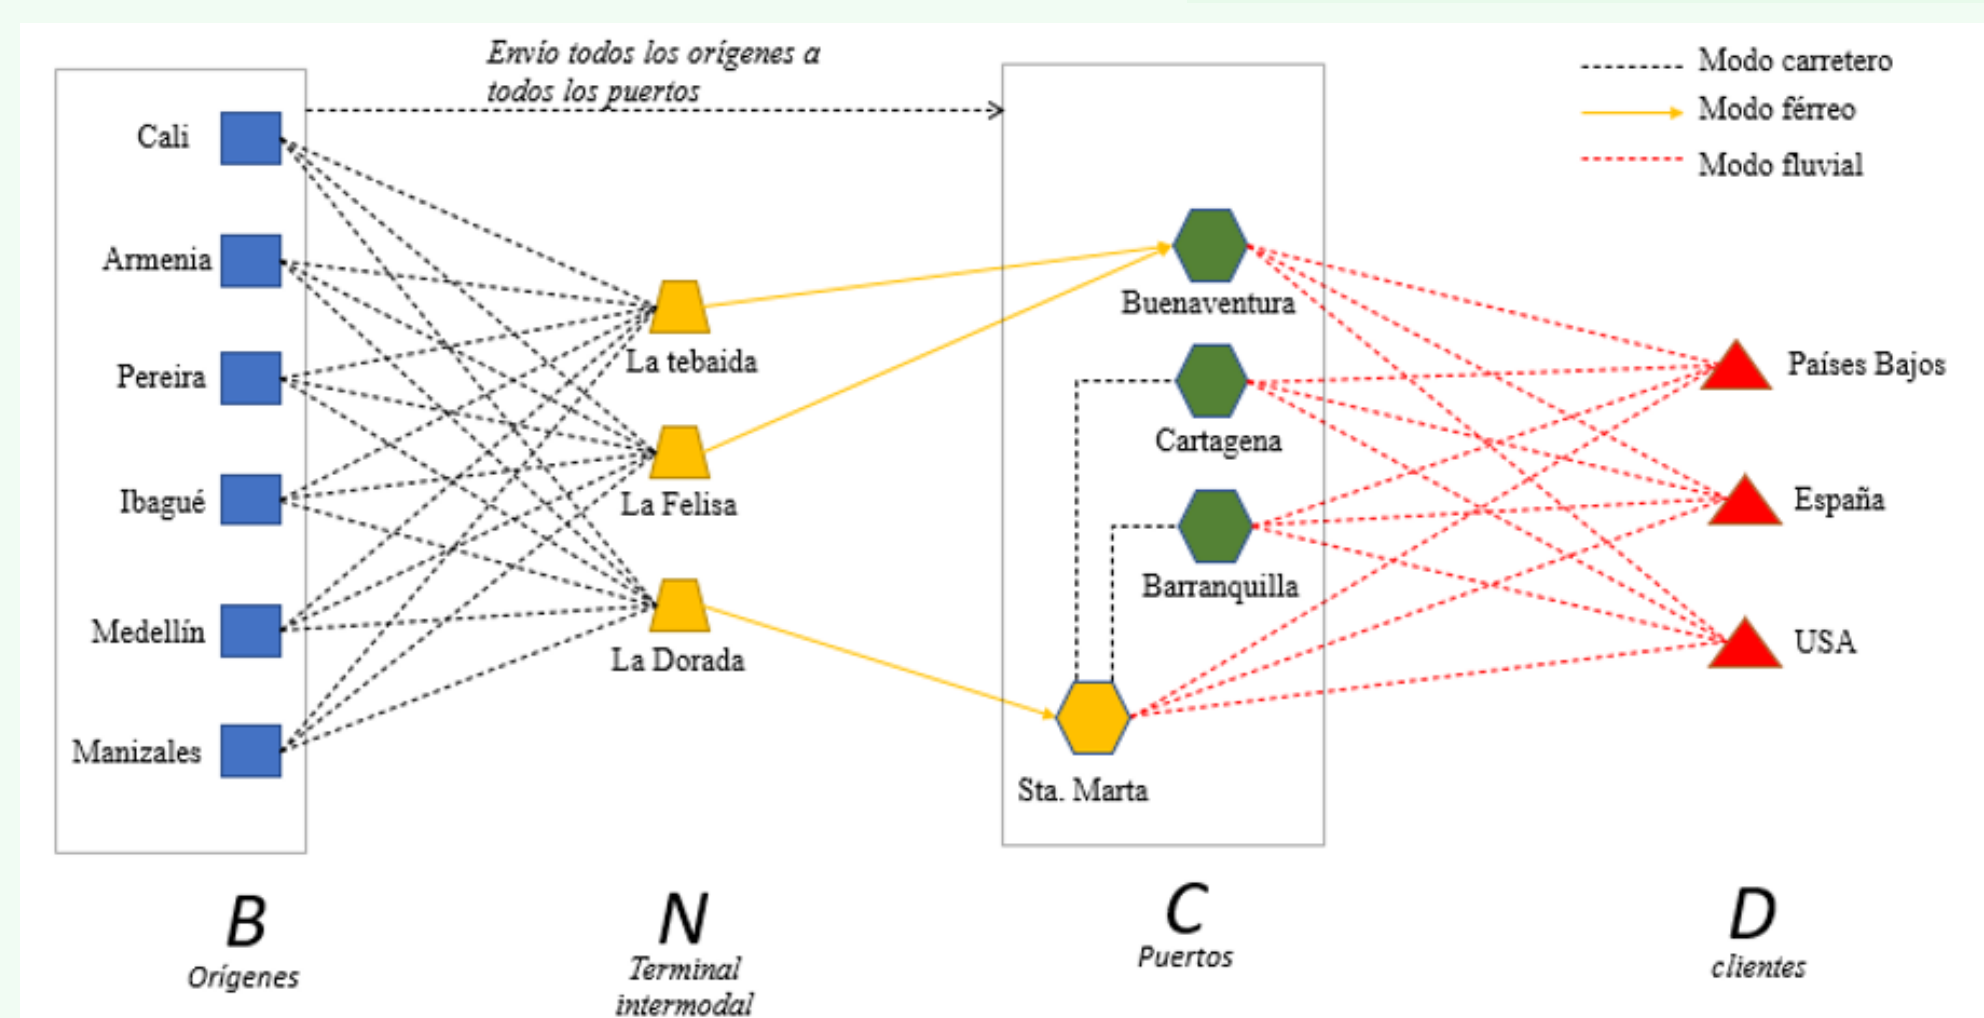 Envío todos los orígenes a
todos los puertos
Modo carretero
Modo férreo
Modo fluvial
Cali
Armenia
Pereira
Ibagué
Medellín
Manizales
La tebaida
La Felisa
La Dorada
Buenaventura
Cartagena
Barranquilla
Sta. Marta
Países Bajos
España
USA
B
Orígenes
N
Terminal
intermodal
C
Puertos
D
clientes